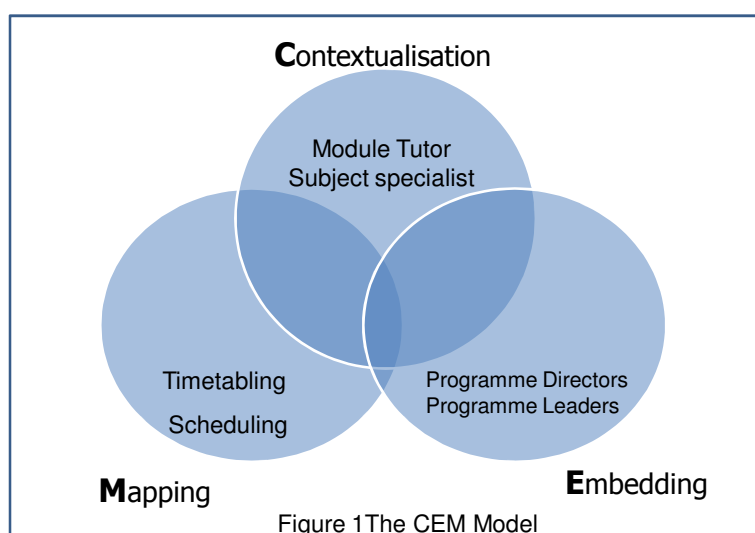 Contextualisation
Module Tutor
Subject specialist
Timetabling
Scheduling
Programme Directors
Programme Leaders
Mapping
Embedding
Figure 1The CEM Model